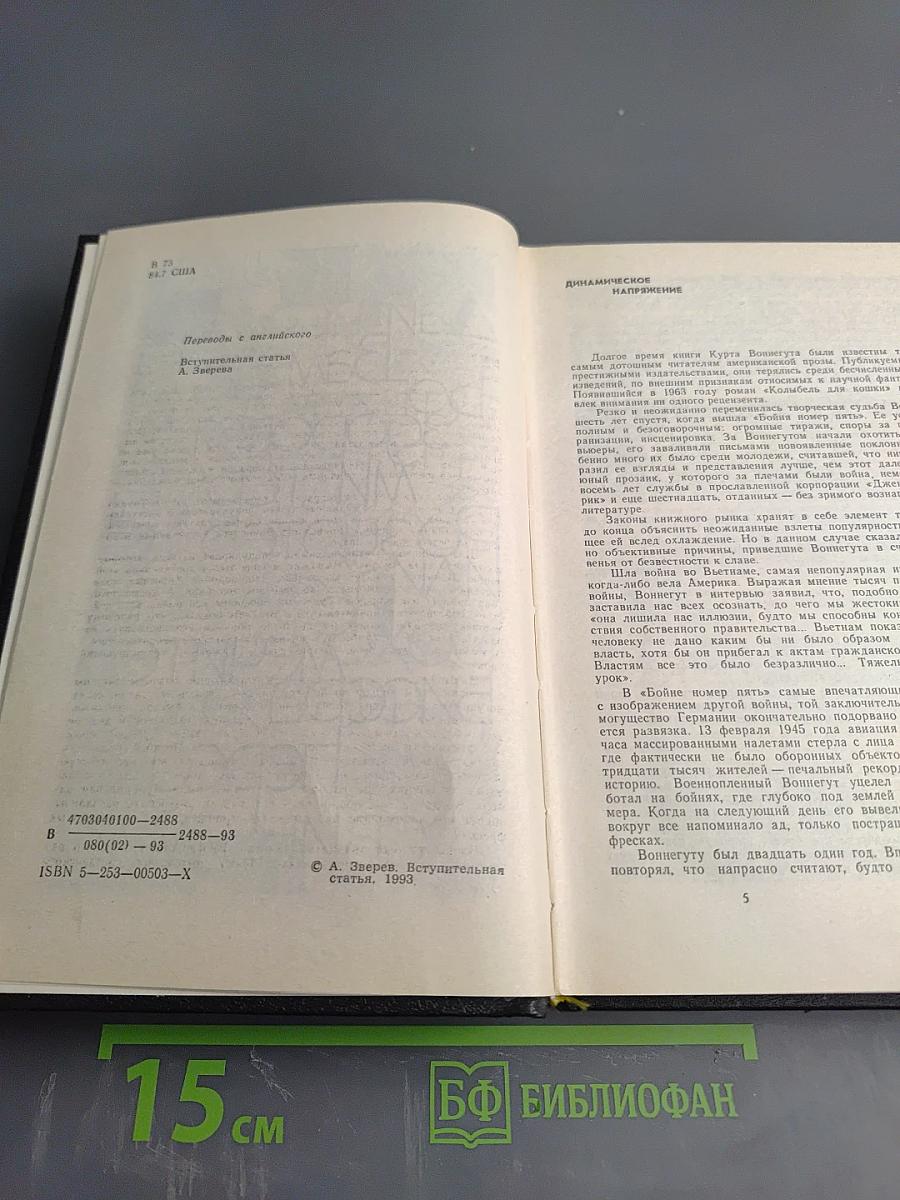 В 73
84.7 США
Переводы с английского
Вступительная статья
А. Зверева
4703040100—2488
В
2488—93
080(02) — 93
ISBN 5—253—00503—X
© А. Зверев. Вступительная
статья, 1993
ДИНАМИЧЕСКОЕ
НАПРЯЖЕНИЕ
Долгое время книги Курта Воннегута были известны т
самым дотошным читателям американской прозы. Публикуем
престижными издательствами, они терялись среди бесчисленны
изведений, по внешним признакам относимых к научной фант
Появившийся в 1963 году роман «Колыбель для кошки»
влек внимания ни одного рецензента.
Резко и неожиданно переменилась творческая судьба Во
шесть лет спустя, когда вышла «Бойня номер пять». Ее ус
полным и безоговорочным: огромные тиражи, споры за
ранизации, инсценировка. За Воннегутом начали охотить
вьюеры, его заваливали письмами новоявленные поклон
бенно много их было среди молодежи, считавшей, что ни
разил ее взгляды и представления лучше, чем этот дале
юный прозаик, у которого за плечами были война, нем
восемь лет службы в прославленной корпорации «Дже
рик» и еще шестнадцать, отданных — без зримого возна
литературе.
Законы книжного рынка хранят в себе элемент т
до конца объяснить неожиданные взлеты популярност
щее ей вслед охлаждение. Но в данном случае сказал
но объективные причины, приведшие Воннегута в сч
венья от безвестности к славе.
Шла война во Вьетнаме, самая непопулярная и
когда-либо вела Америка. Выражая мнение тысяч п
войны, Воннегут в интервью заявил, что, подобно
заставила нас всех осознать, до чего мы жестоки
«она лишила нас иллюзии, будто мы способны кон
ствия собственного правительства... Вьетнам показ
человеку не дано каким бы ни было образом
власть, хотя бы он прибегал к актам гражданско
Властям все это было безразлично... Тяжел
урок».
В «Бойне номер пять» самые впечатляющ
с изображением другой войны, той заключитель
могущество Германии окончательно подорвано
ется развязка. 13 февраля 1945 года авиация
часа массированными налетами стерла с лица
где фактически не было оборонных объекто
тридцати тысяч жителей — печальный рекорд
историю. Военнопленный Воннегут уцелел
ботал на бойнях, где глубоко под землей
мера. Когда на следующий день его вывел
вокруг все напоминало ад, только постраш
фресках.
Воннегуту был двадцать один год. Вп
повторял, что напрасно считают, будто
5
15 см
БФ БИБЛИОФАН